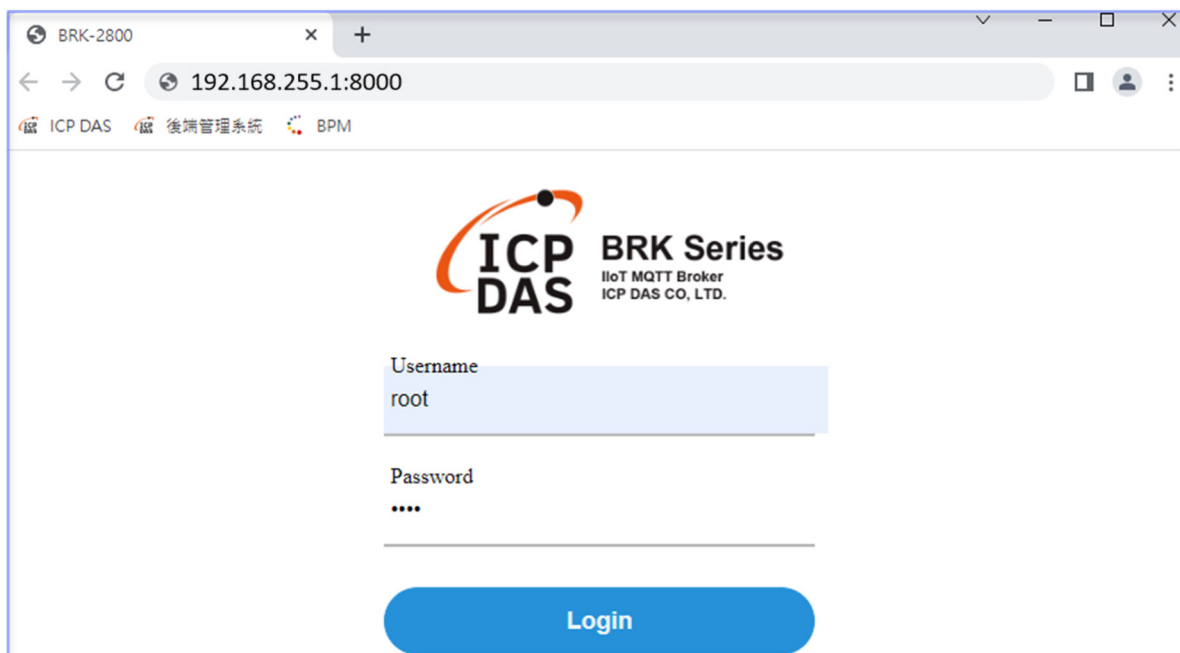 BRK-2800
192.168.255.1:8000
ICP DAS 後端管理系統 BPM
ICP DAS
BRK Series
IIoT MQTT Broker
ICP DAS CO, LTD.
Username
root
Password
••••
Login